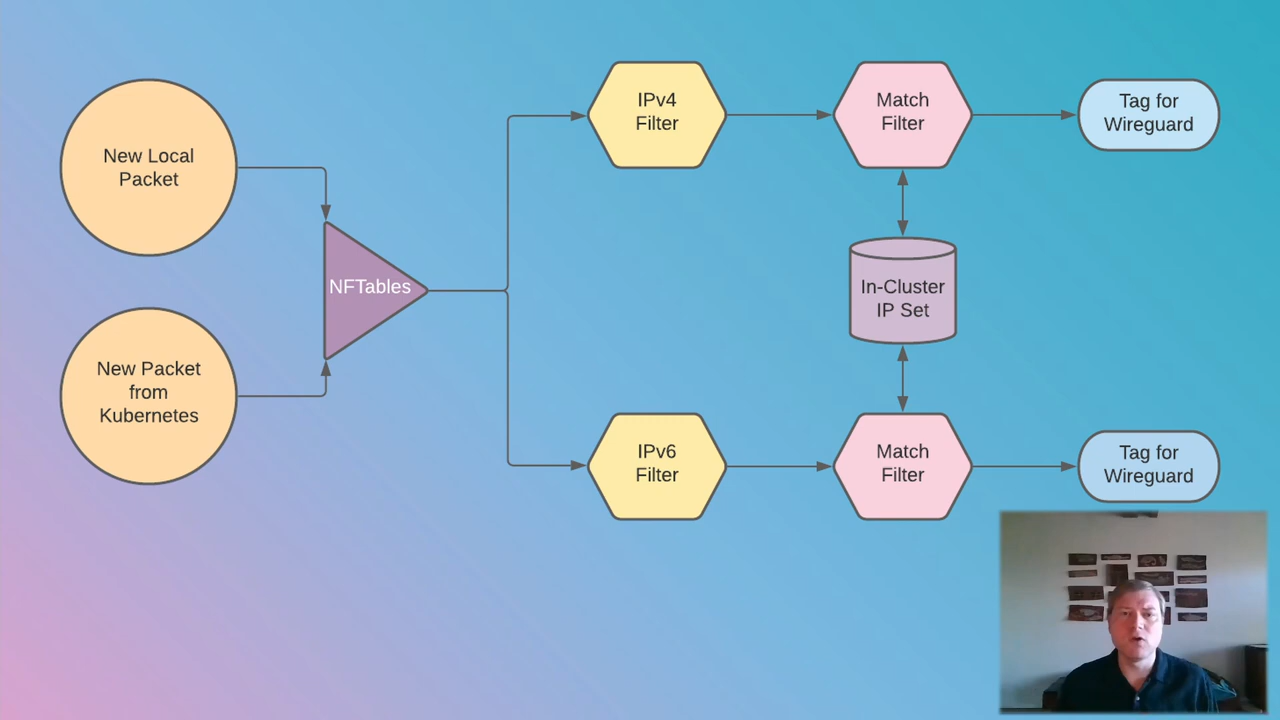 New Local
Packet
New Packet
from
Kubernetes
NFTables
IPv4
Filter
Match
Filter
Tag for
Wireguard
In-Cluster
IP Set
IPv6
Filter
Match
Filter
Tag for
Wireguard